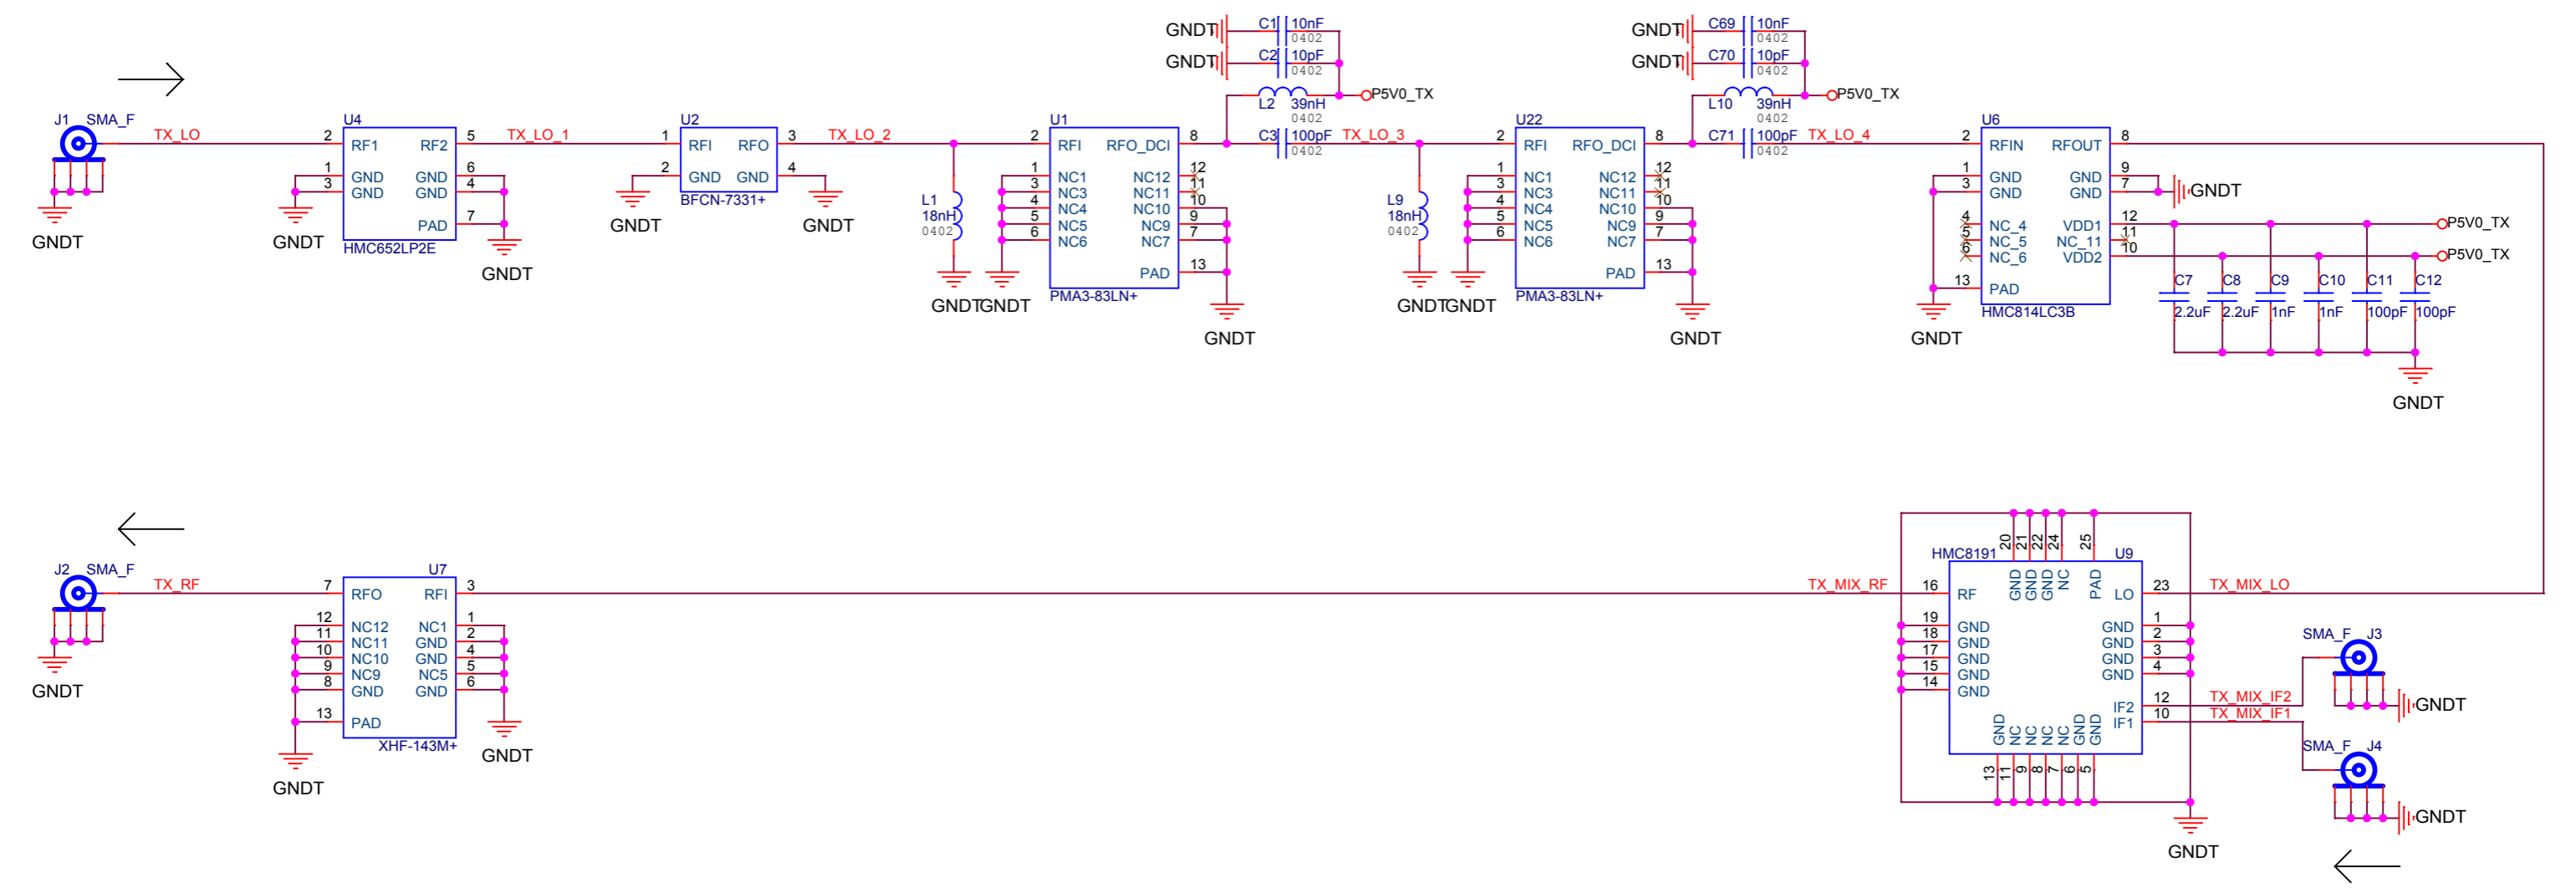 GNDT C1 10nF 0402
GNDT C2 10pF 0402
L2 39nH 0402 P5V0_TX
GNDT C69 10nF 0402
GNDT C70 10pF 0402
L10 39nH 0402 P5V0_TX
J1 SMA_F
TX_LO
GNDT
U4
2 RF1 RF2 5
1 GND GND 6
3 GND GND 4
PAD 7
HMC652LP2E
GNDT
GNDT
TX_LO_1
U2
1 RFI RFO 3
2 GND GND 4
BFCN-7331+
GNDT
GNDT
TX_LO_2
L1
18nH
0402
GNDT
GNDT
U1
2 RFI RFO_DCI 8
1 NC1 NC12 12
3 NC3 NC11 11
4 NC4 NC10 10
5 NC5 NC9 9
6 NC6 NC7 7
PAD 13
PMA3-83LN+
GNDT
C3 100pF 0402
TX_LO_3
L9
18nH
0402
GNDT
GNDT
U22
2 RFI RFO_DCI 8
1 NC1 NC12 12
3 NC3 NC11 11
4 NC4 NC10 10
5 NC5 NC9 9
6 NC6 NC7 7
PAD 13
PMA3-83LN+
GNDT
C71 100pF 0402
TX_LO_4
U6
2 RFIN RFOUT 8
1 GND GND 9
3 GND GND 7
GNDT
4 NC_4 VDD1 12
5 NC_5 NC_11 11
6 NC_6 VDD2 10
13 PAD
HMC814LC3B
GNDT
P5V0_TX
P5V0_TX
C7 C8 C9 C10 C11 C12
2.2uF 2.2uF 1nF 1nF 100pF 100pF
GNDT
J2 SMA_F
TX_RF
GNDT
U7
7 RFO RFI 3
12 NC12 NC1 1
11 NC11 GND 2
10 NC10 GND 4
9 NC9 NC5 5
8 GND GND 6
13 PAD
XHF-143M+
GNDT
GNDT
TX_MIX_RF
HMC8191 U9
20 21 22 24 25
GND GND GND NC PAD
16 RF LO 23
TX_MIX_LO
19 GND GND 1
18 GND GND 2
17 GND GND 3
15 GND GND 4
14 GND
IF2 12 TX_MIX_IF2
IF1 10 TX_MIX_IF1
GND NC NC NC NC GND GND
13 11 9 8 7 6 5
GNDT
SMA_F J3
GNDT
SMA_F J4
GNDT